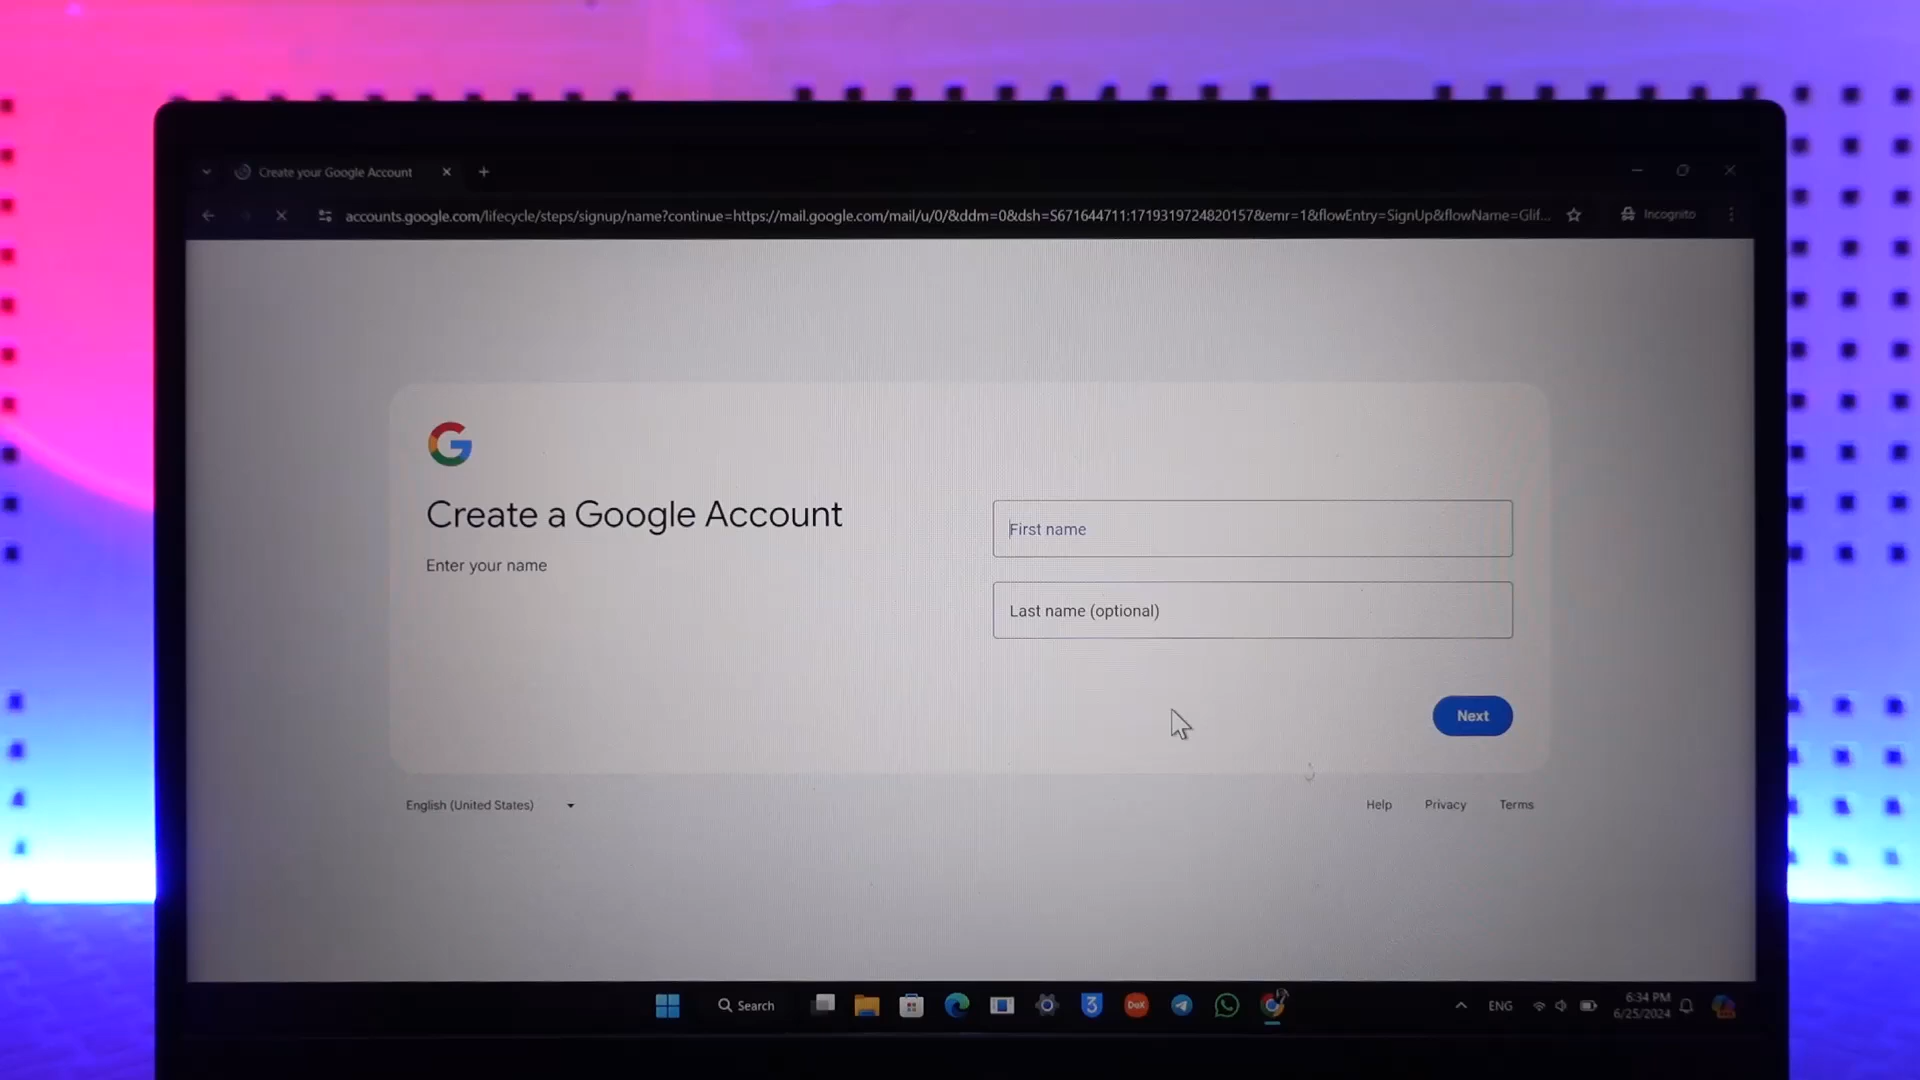 Create your Google Account
accounts.google.com/lifecycle/steps/signup/name?continue=https://mail.google.com/mail/u/0/&ddm=0&dsh=S671644711:1719319724820157&emr=1&flowEntry=SignUp&flowName=Glif...
Incognito
Create a Google Account
Enter your name
First name
Last name (optional)
Next
English (United States)
Help
Privacy
Terms
Search
3
DeX
ENG
6:34 PM
6/25/2024